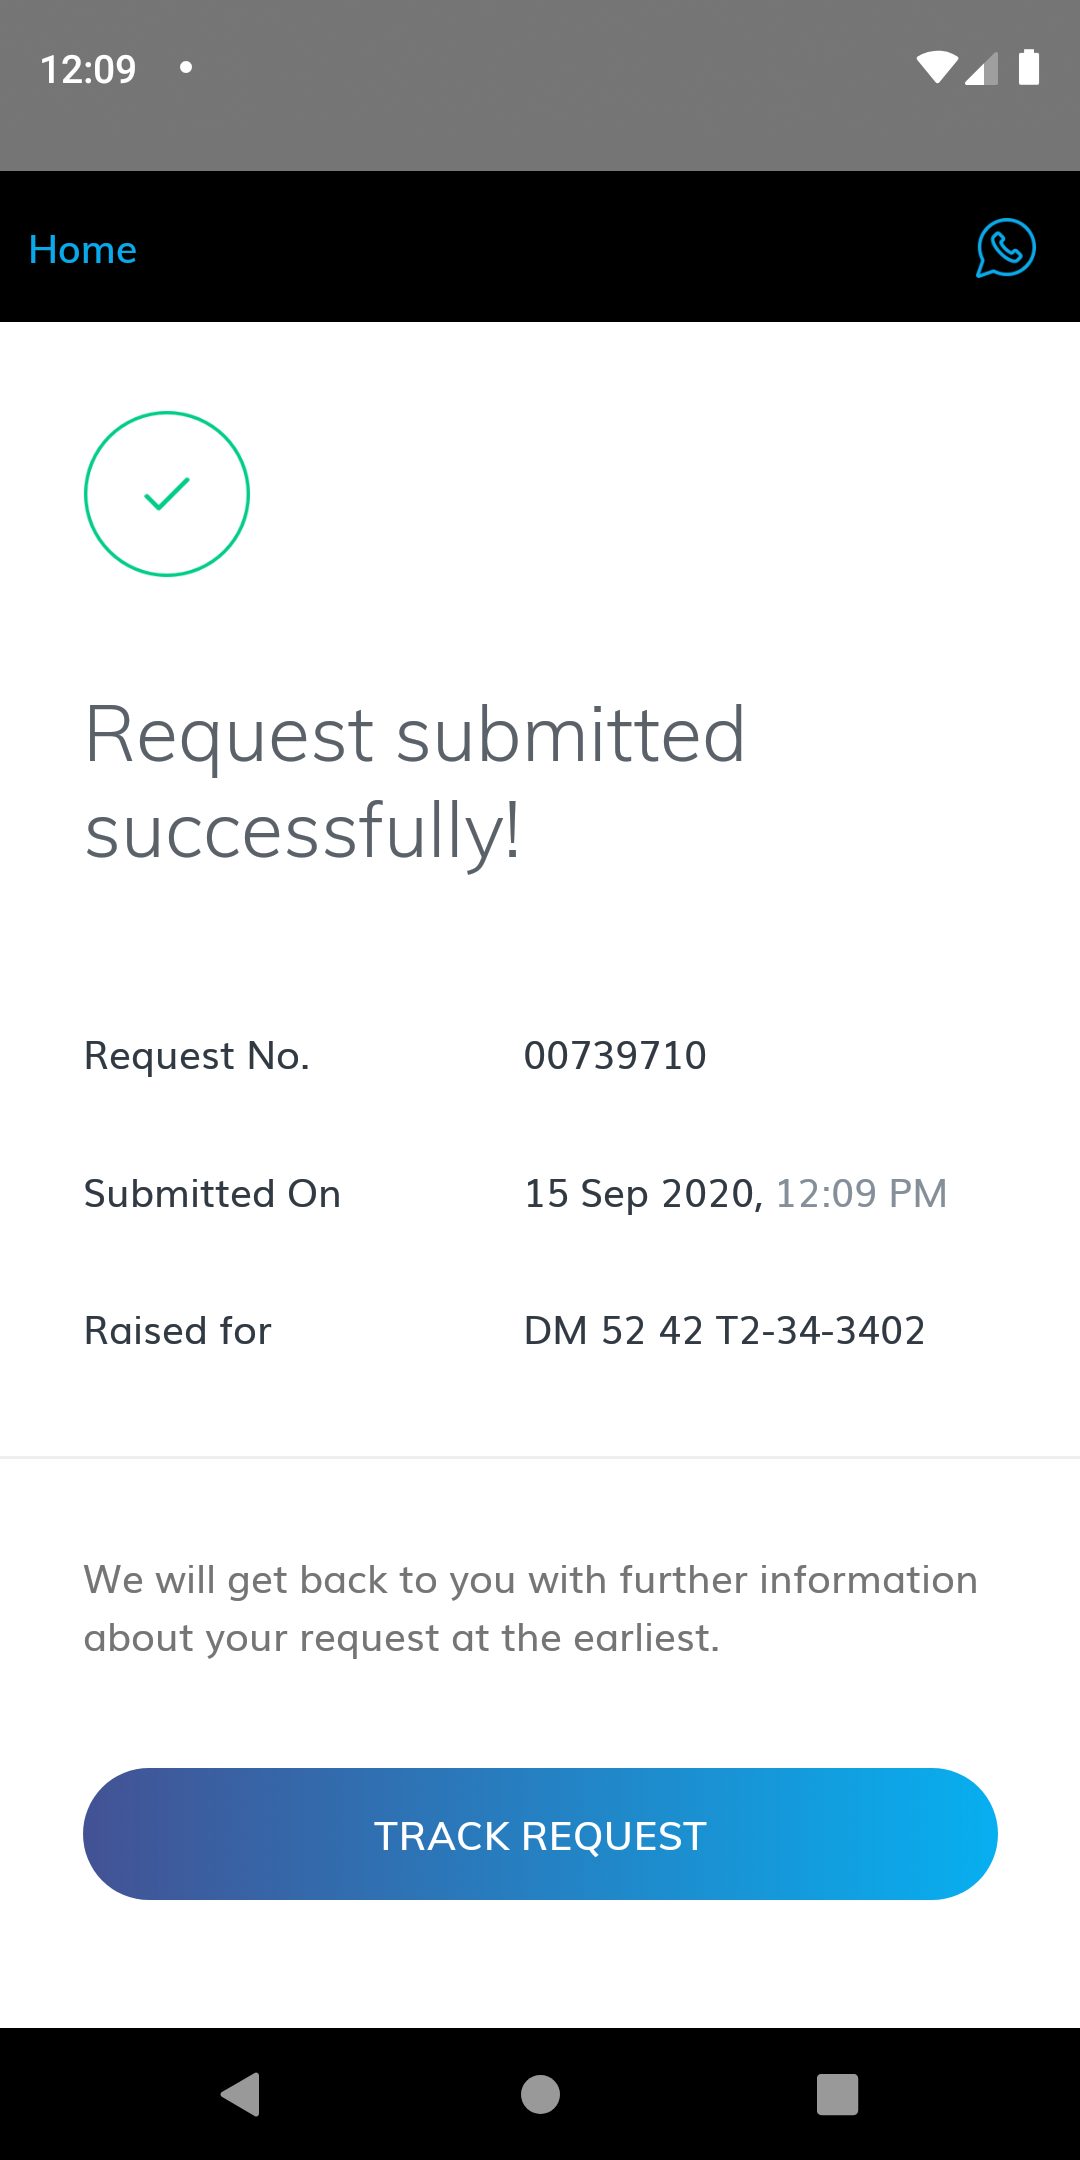 12:09
Home
Request submitted
successfully!
Request No. 00739710
Submitted On 15 Sep 2020, 12:09 PM
Raised for DM 52 42 T2-34-3402
We will get back to you with further information
about your request at the earliest.
TRACK REQUEST